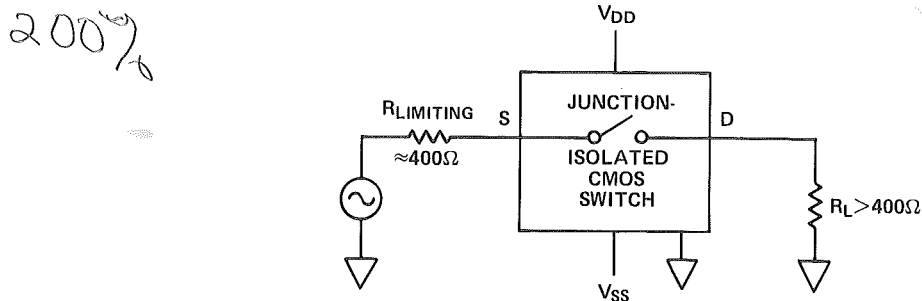 200%
VDD
RLIMITING
≈400Ω
S
JUNCTION-
ISOLATED
CMOS
SWITCH
D
RL>400Ω
VSS